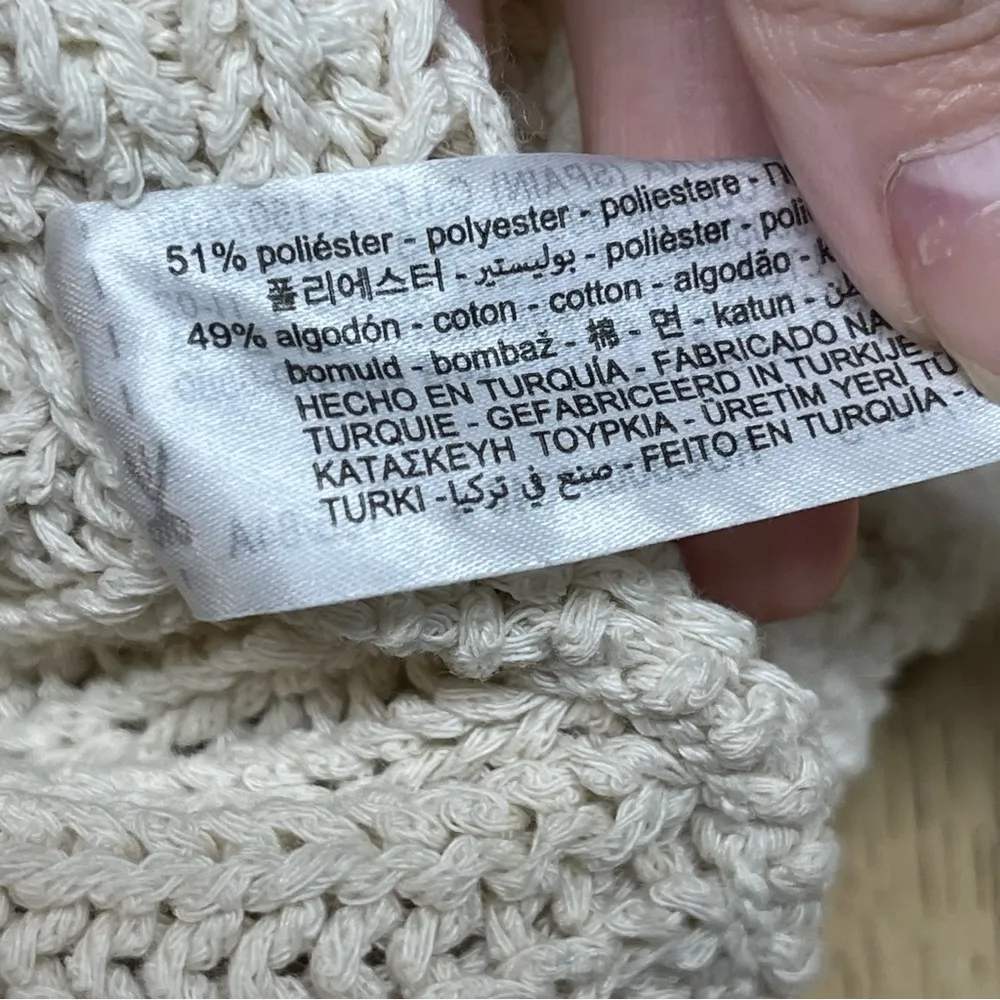 51% poliéster - polyester - poliestere -
폴리에스터 - بوليستير - polièster -
49% algodón - coton - cotton - algodão -
bomuld - bombaž - 棉 - 면 - katun -
HECHO EN TURQUÍA - FABRICADO NA
TURQUIE - GEFABRICEERD IN TURKIJE
ΚΑΤΑΣΚΕΥΗ ΤΟΥΡΚΙΑ - ÜRETİM YERİ
TURKI - صنع في تركيا - FEITO EN TURQUÍA -